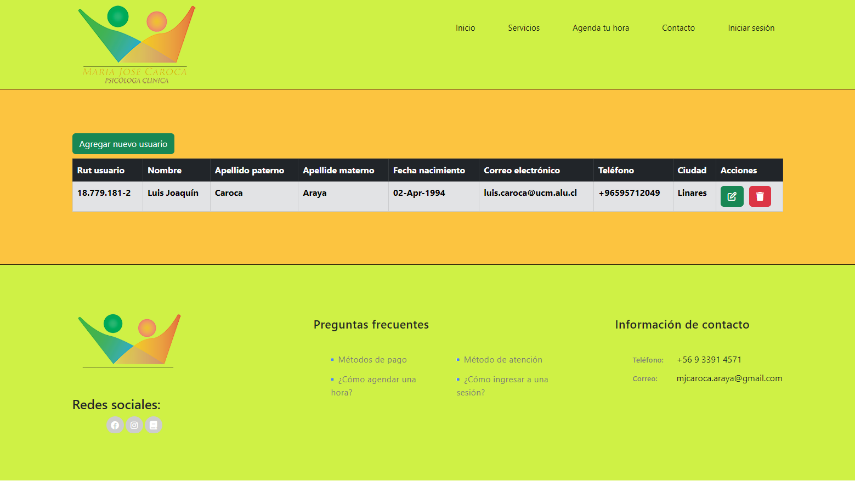 Inicio Servicios Agenda tu hora Contacto Iniciar sesión
MARÍA JOSÉ CAROCA
PSICÓLOGA CLÍNICA
Agregar nuevo usuario
Rut usuario Nombre Apellido paterno Apellide materno Fecha nacimiento Correo electrónico Teléfono Ciudad Acciones
18.779.181-2 Luis Joaquín Caroca Araya 02-Apr-1994 luis.caroca@ucm.alu.cl +96595712049 Linares
Preguntas frecuentes
Métodos de pago
¿Cómo agendar una
hora?
Método de atención
¿Cómo ingresar a una
sesión?
Información de contacto
Teléfono: +56 9 3391 4571
Correo: mjcaroca.araya@gmail.com
Redes sociales: